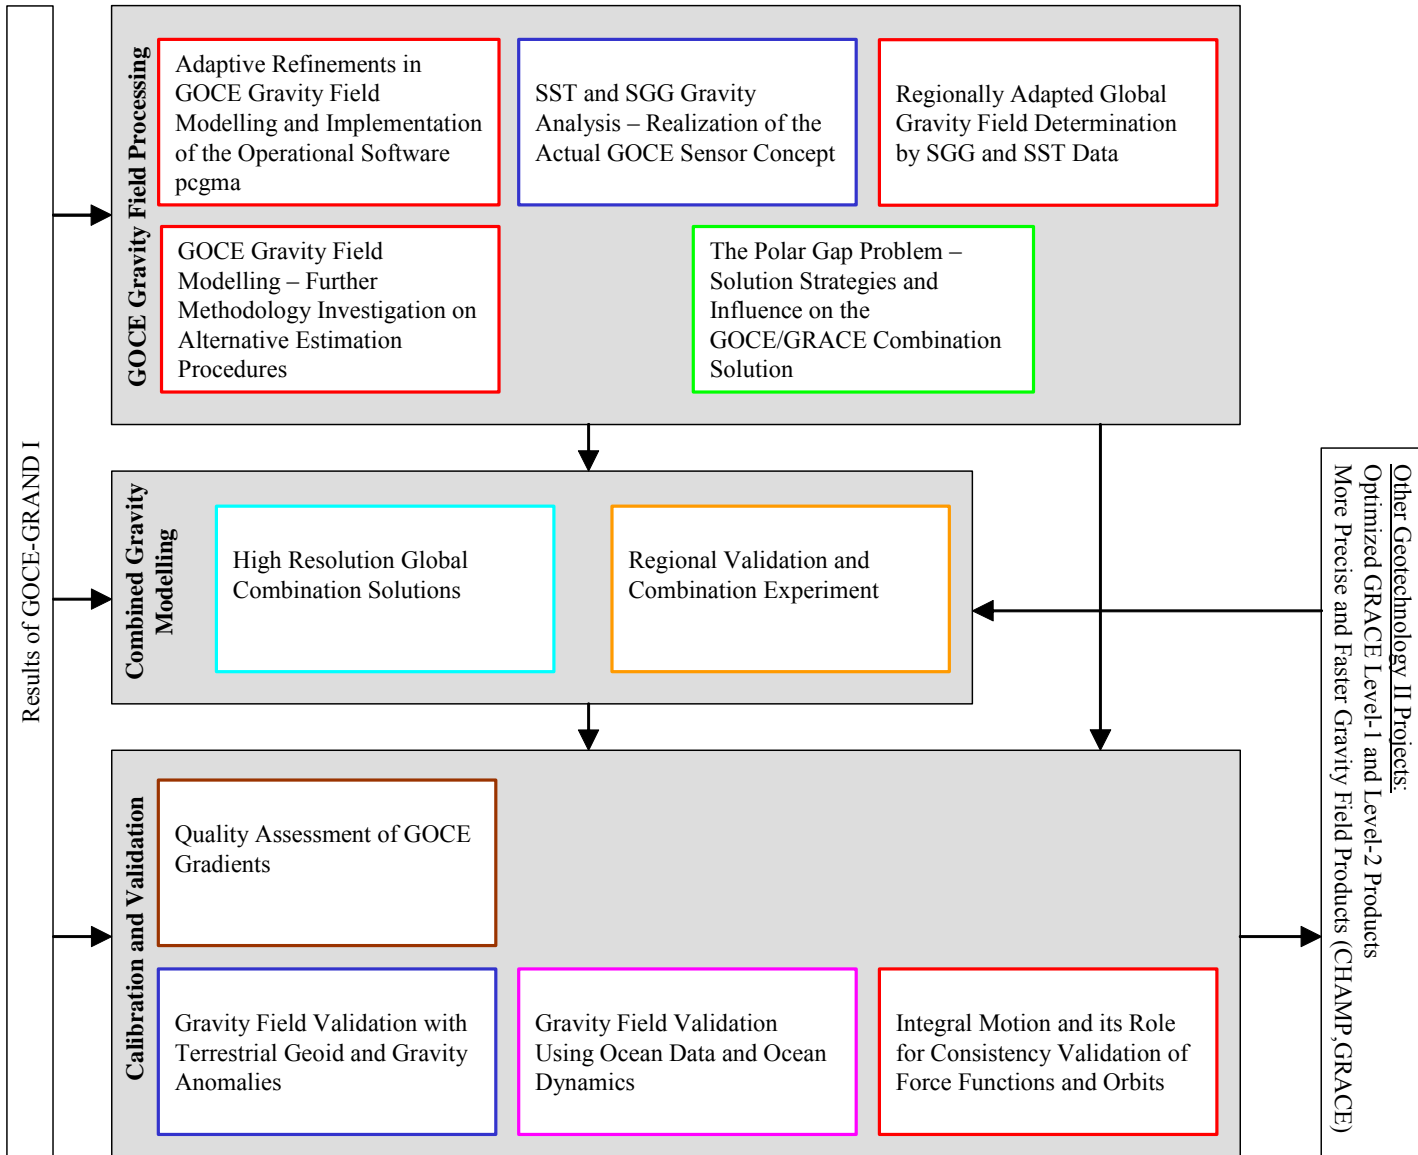 Results of GOCE-GRAND I
GOCE Gravity Field Processing
Adaptive Refinements in
GOCE Gravity Field
Modelling and Implementation
of the Operational Software
pcgma
SST and SGG Gravity
Analysis – Realization of the
Actual GOCE Sensor Concept
Regionally Adapted Global
Gravity Field Determination
by SGG and SST Data
GOCE Gravity Field
Modelling – Further
Methodology Investigation on
Alternative Estimation
Procedures
The Polar Gap Problem –
Solution Strategies and
Influence on the
GOCE/GRACE Combination
Solution
Combined Gravity
Modelling
High Resolution Global
Combination Solutions
Regional Validation and
Combination Experiment
Calibration and Validation
Quality Assessment of GOCE
Gradients
Gravity Field Validation with
Terrestrial Geoid and Gravity
Anomalies
Gravity Field Validation
Using Ocean Data and Ocean
Dynamics
Integral Motion and its Role
for Consistency Validation of
Force Functions and Orbits
Other Geotechnology II Projects:
Optimized GRACE Level-1 and Level-2 Products
More Precise and Faster Gravity Field Products (CHAMP,GRACE)